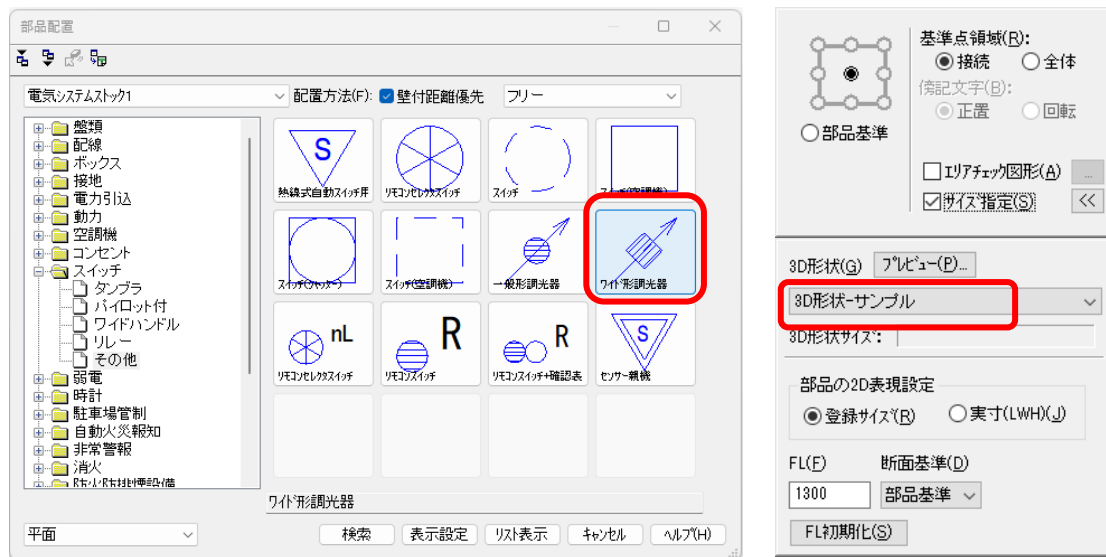 部品配置
電気システムストック1
配置方法(F):
壁付距離優先
フリー
盤類
配線
ボックス
接地
電力引込
動力
空調機
コンセント
スイッチ
タンブラ
パイロット付
ワイドハンドル
リレー
その他
弱電
時計
駐車場管制
自動火災報知
非常警報
消火
防火防排煙設備
S
熱線式自動スイッチ用
リモコンセレクタスイッチ
スイッチ
スイッチ(空調機)
スイッチ(シャッター)
スイッチ(空調機)
一般形調光器
ワイド形調光器
nL
リモコンセレクタスイッチ
R
リモコンスイッチ
R
リモコンスイッチ+確認表
S
センサー親機
ワイド形調光器
平面
検索
表示設定
リスト表示
キャンセル
ヘルプ(H)
基準点領域(R):
接続
全体
傍記文字(B):
正置
回転
部品基準
エリアチェック図形(A)
...
サイズ指定(S)
<<
3D形状(G)
プレビュー(P)...
3D形状-サンプル
3D形状サイズ:
部品の2D表現設定
登録サイズ(R)
実寸(LWH)(J)
FL(F)
断面基準(D)
1300
部品基準
FL初期化(S)